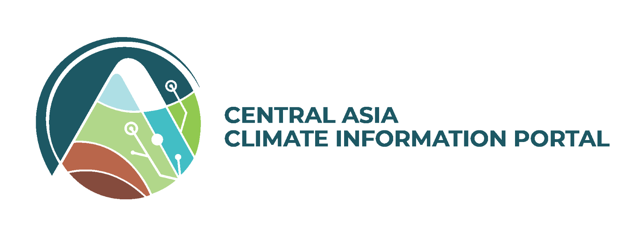 CENTRAL ASIA
CLIMATE INFORMATION PORTAL